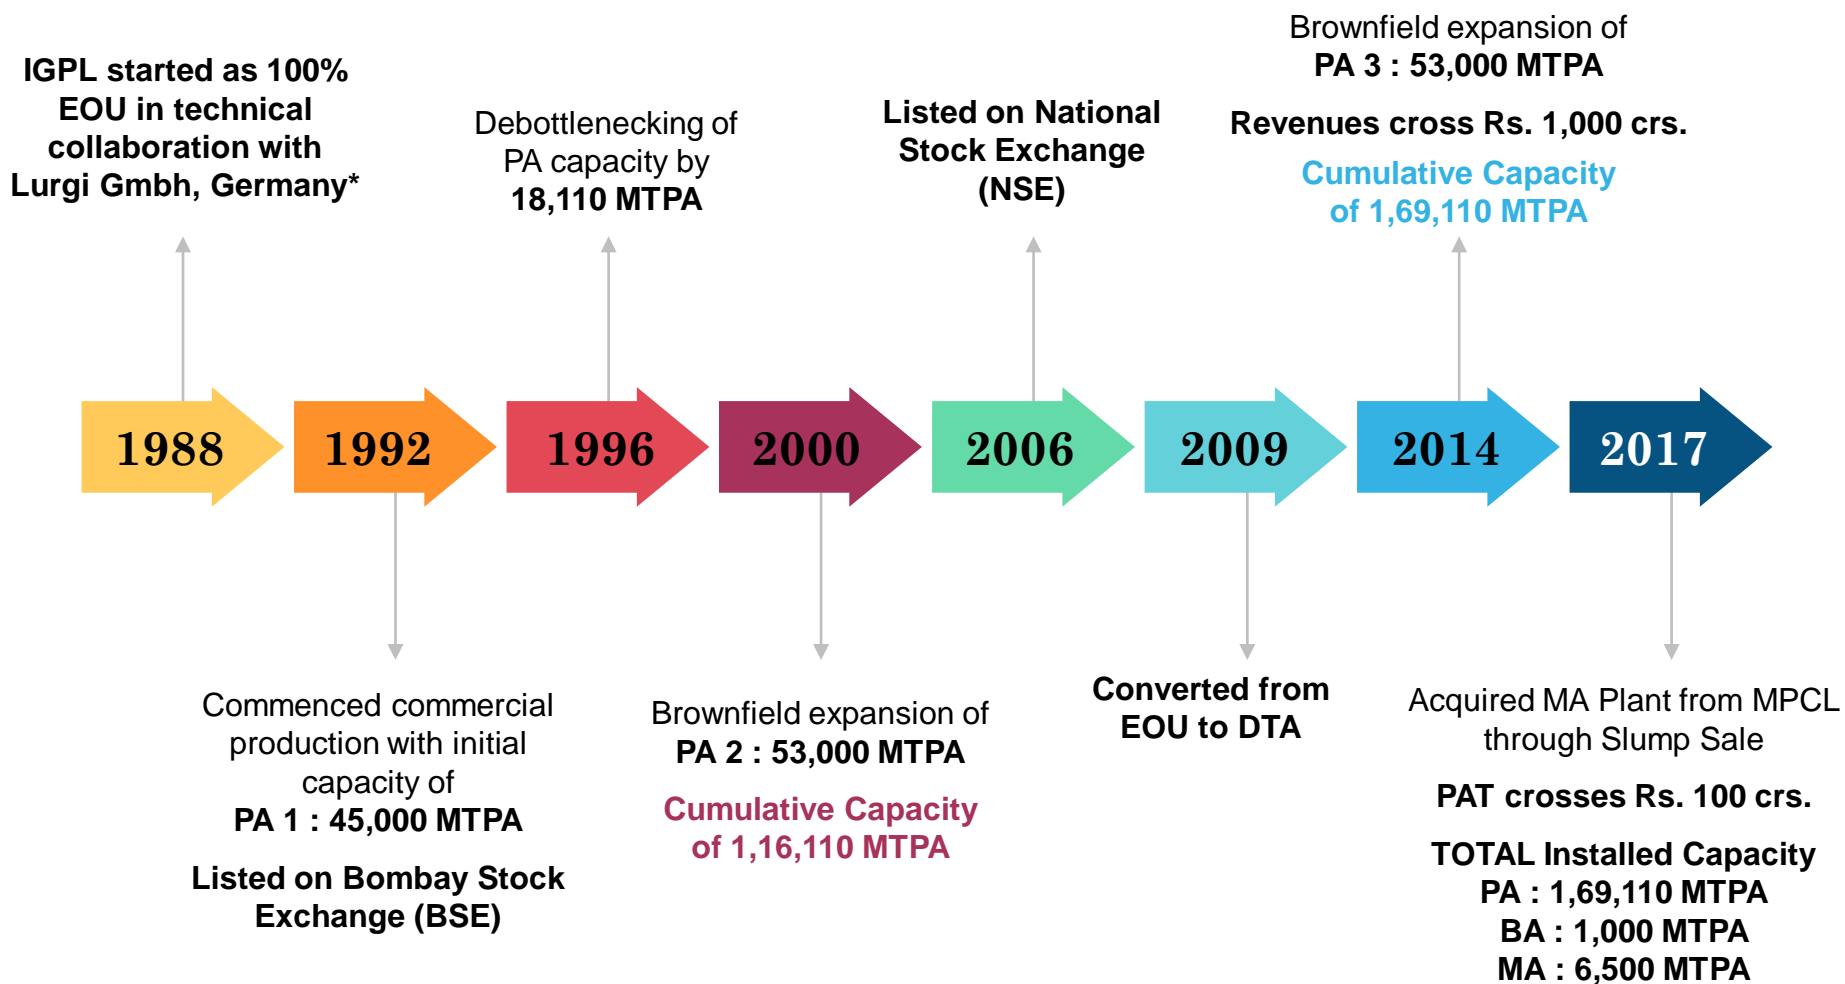 IGPL started as 100%
EOU in technical
collaboration with
Lurgi Gmbh, Germany*
Debottlenecking of
PA capacity by
18,110 MTPA
Listed on National
Stock Exchange
(NSE)
Brownfield expansion of
PA 3 : 53,000 MTPA
Revenues cross Rs. 1,000 crs.
Cumulative Capacity
of 1,69,110 MTPA
1988
1992
1996
2000
2006
2009
2014
2017
Commenced commercial
production with initial
capacity of
PA 1 : 45,000 MTPA
Listed on Bombay Stock
Exchange (BSE)
Brownfield expansion of
PA 2 : 53,000 MTPA
Cumulative Capacity
of 1,16,110 MTPA
Converted from
EOU to DTA
Acquired MA Plant from MPCL
through Slump Sale
PAT crosses Rs. 100 crs.
TOTAL Installed Capacity
PA : 1,69,110 MTPA
BA : 1,000 MTPA
MA : 6,500 MTPA